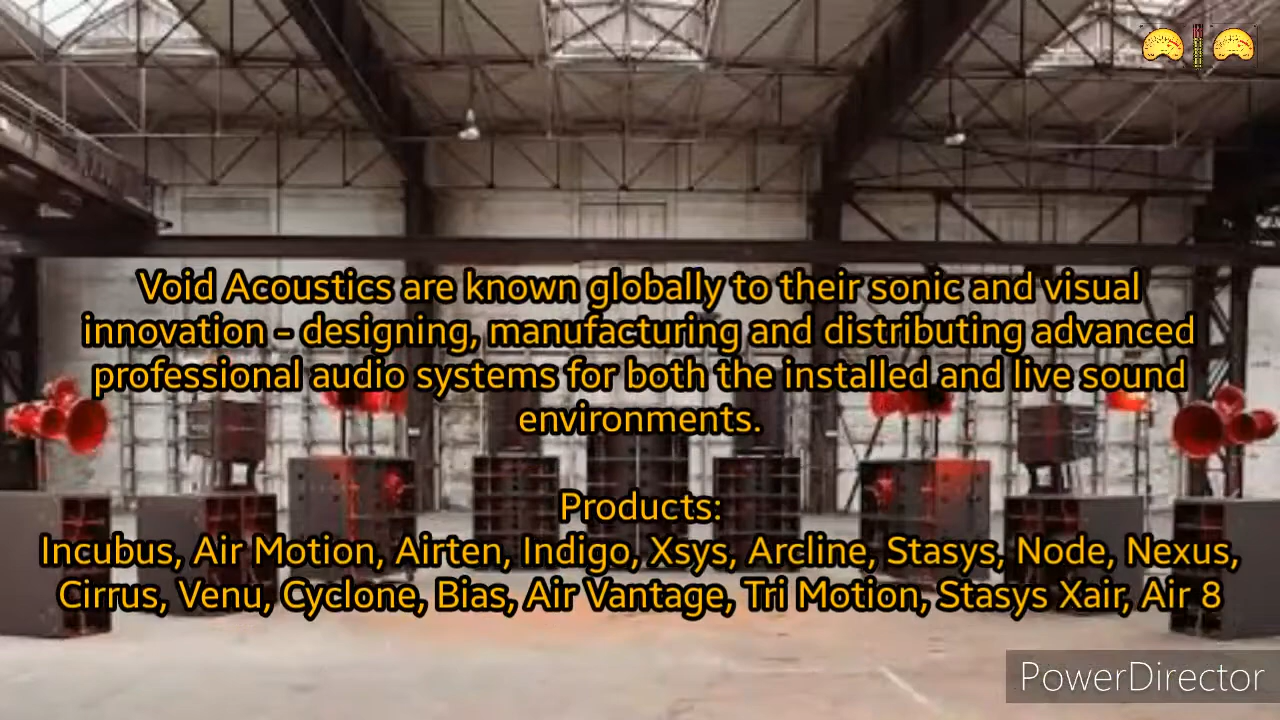 Void Acoustics are known globally to their sonic and visual
innovation - designing, manufacturing and distributing advanced
professional audio systems for both the installed and live sound
environments.
Products:
Incubus, Air Motion, Airten, Indigo, Xsys, Arcline, Stasys, Node, Nexus,
Cirrus, Venu, Cyclone, Bias, Air Vantage, Tri Motion, Stasys Xair, Air 8
PowerDirector